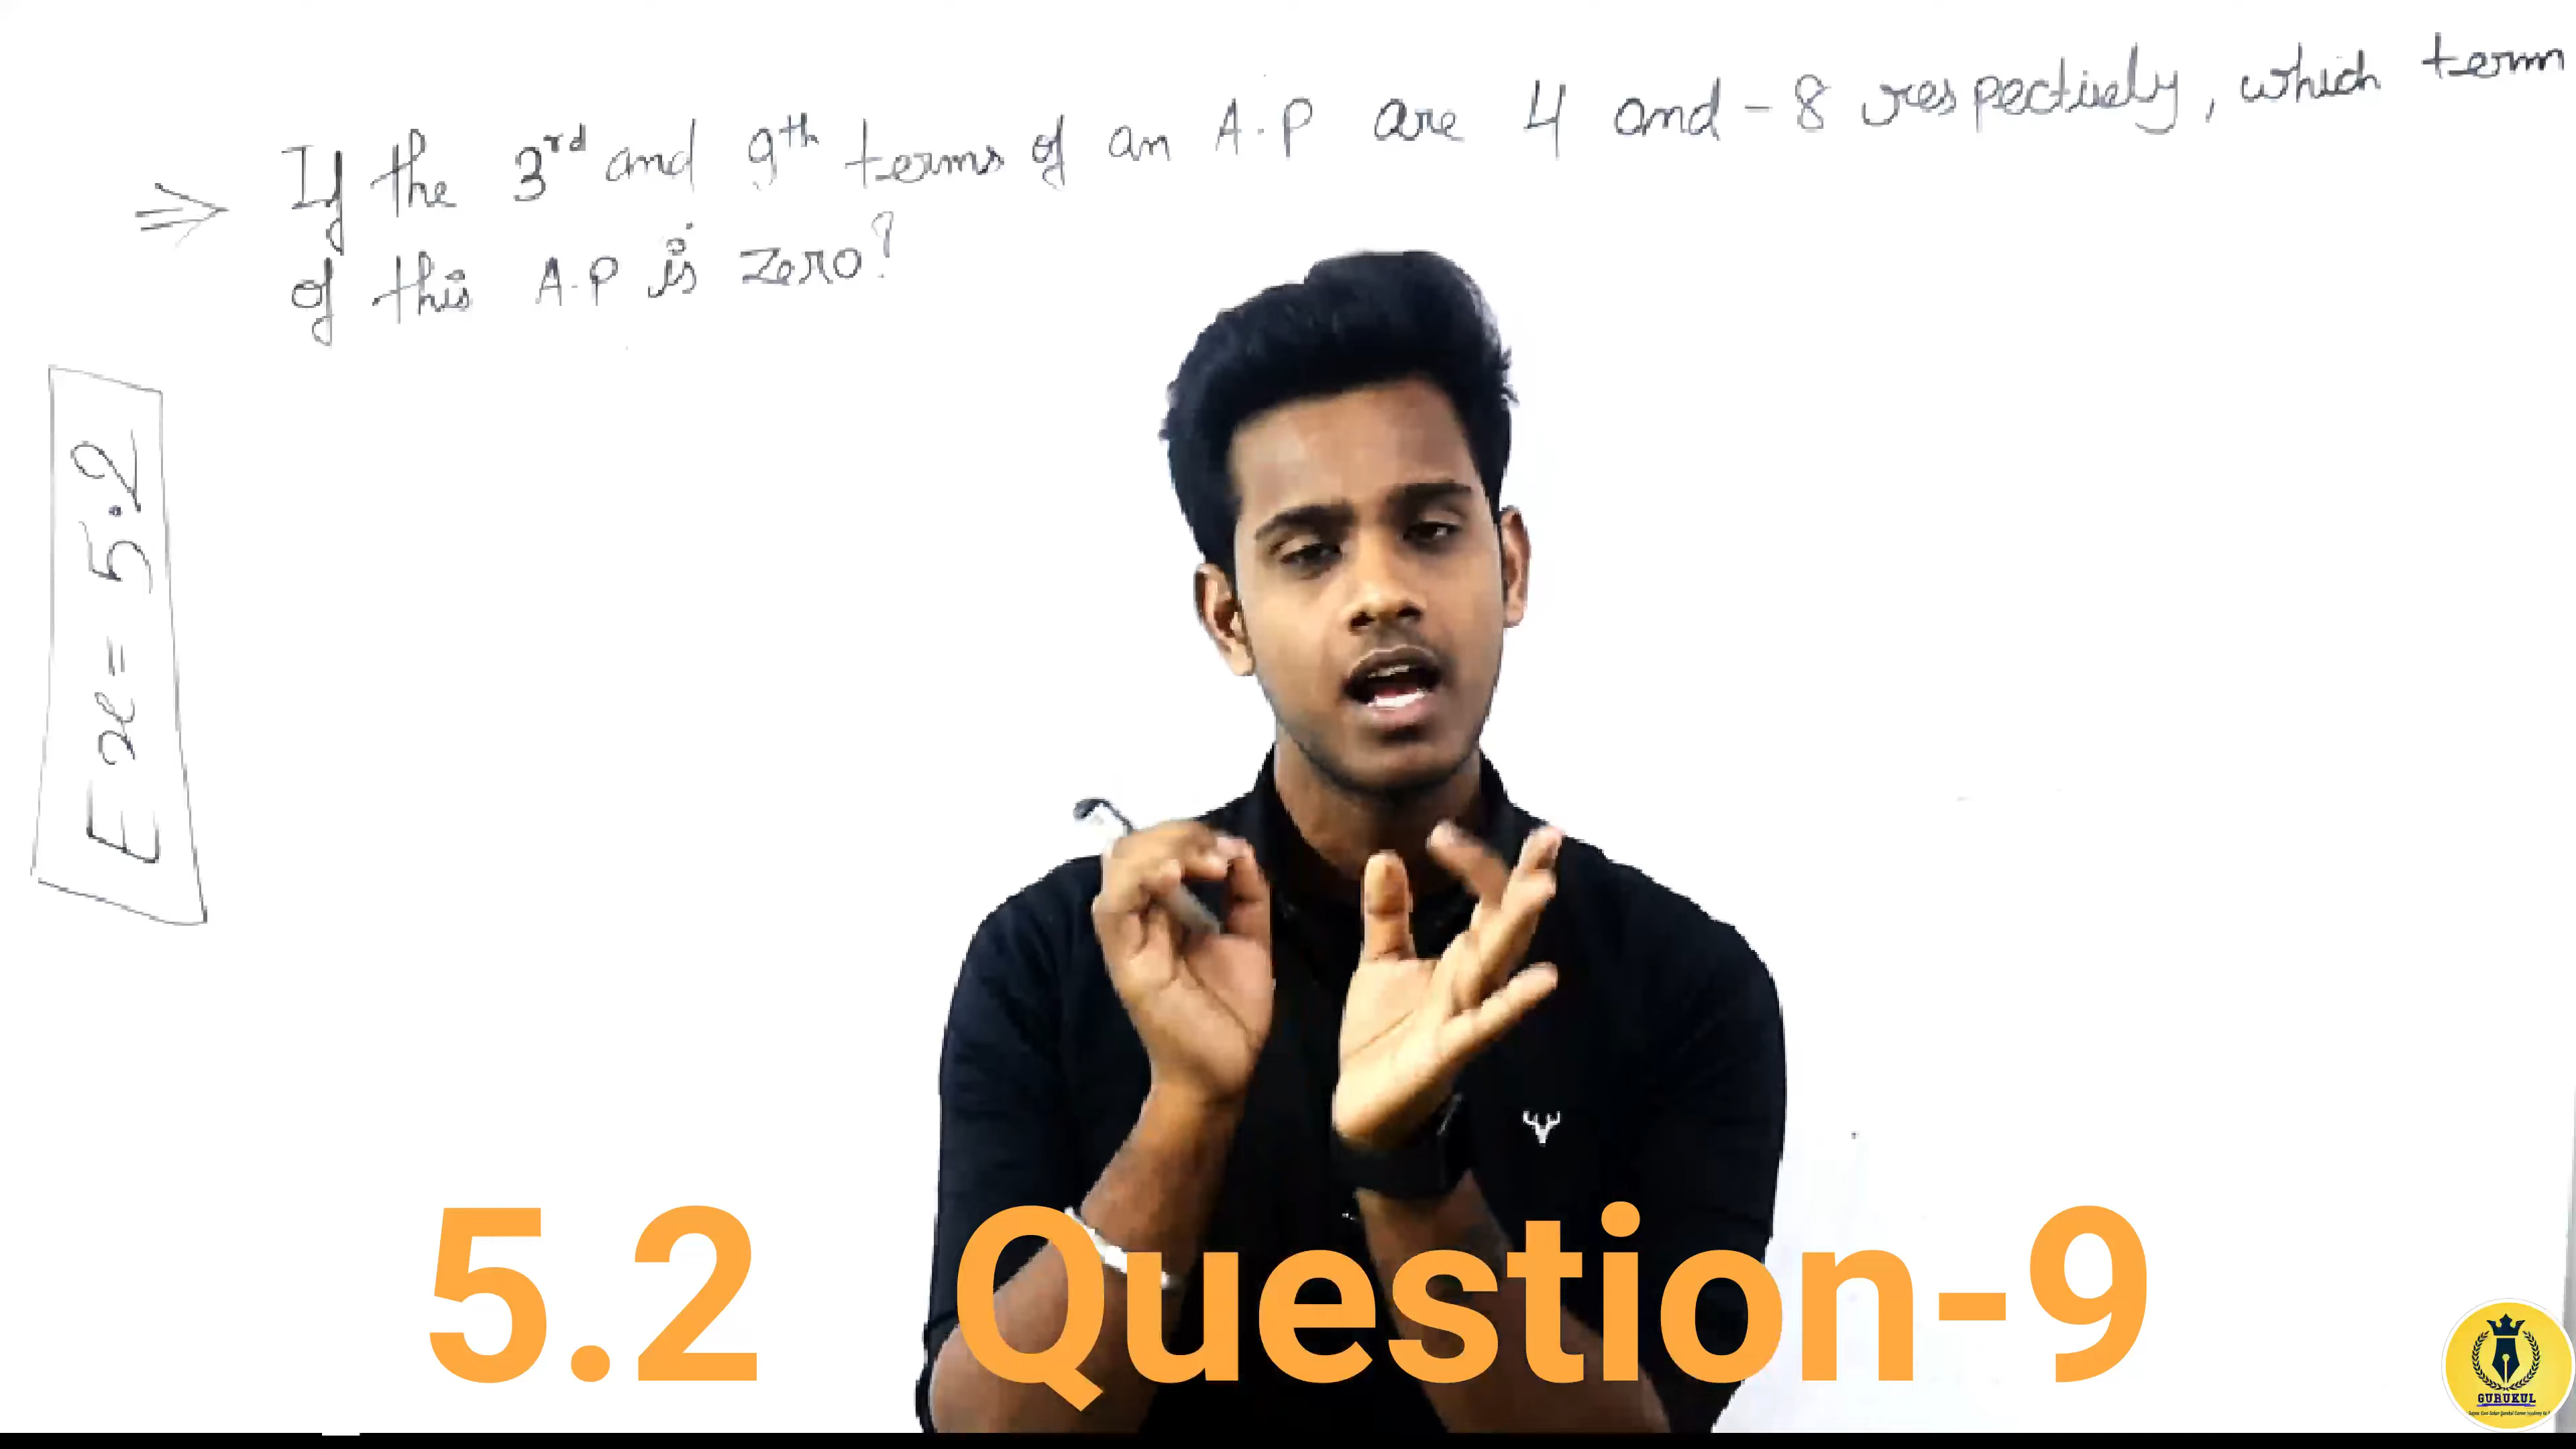 ⇒ If the 3rd and 9th terms of an A.P are 4 and -8 respectively, which term
of this A.P is zero?
Ex = 5.2
5.2 Question-9
GURUKUL